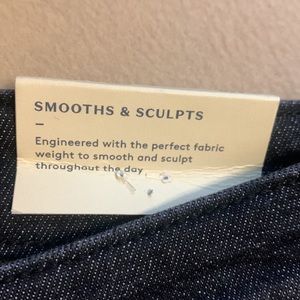 SMOOTHS & SCULPTS
Engineered with the perfect fabric
weight to smooth and sculpt
throughout the day